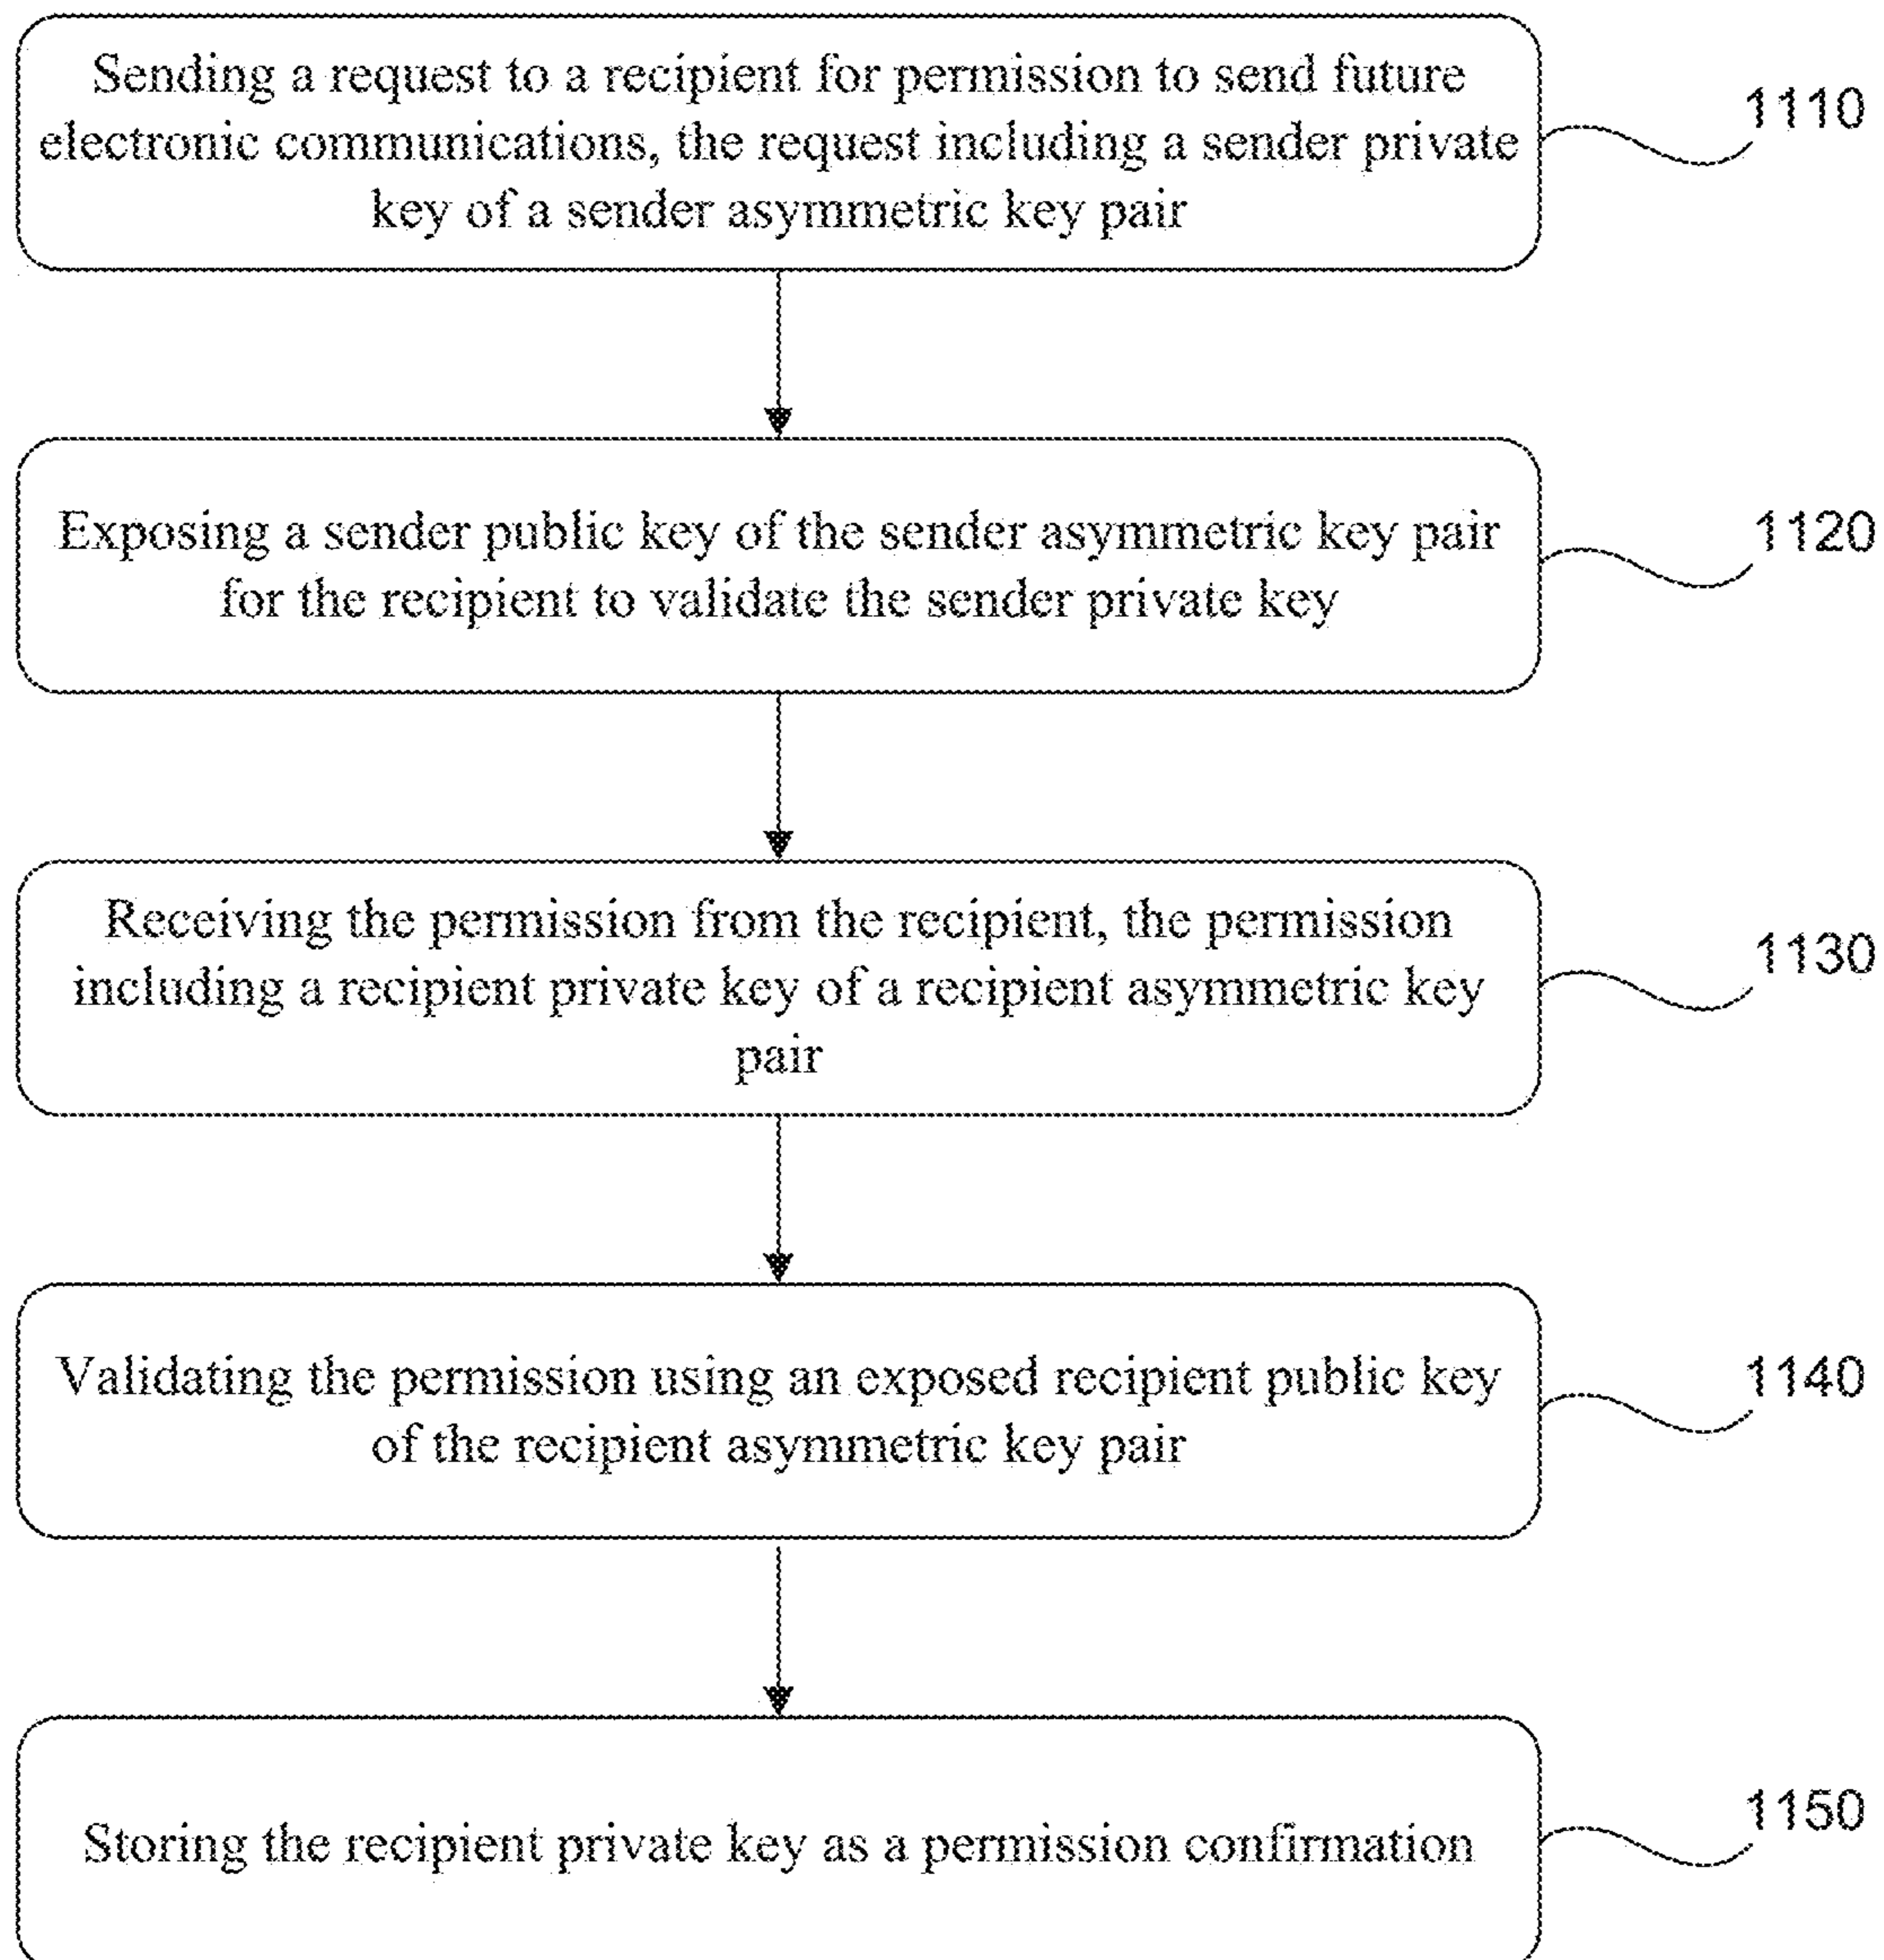 Sending a request to a recipient for permission to send future
electronic communications, the request including a sender private
key of a sender asymmetric key pair
1110
Exposing a sender public key of the sender asymmetric key pair
for the recipient to validate the sender private key
1120
Receiving the permission from the recipient, the permission
including a recipient private key of a recipient asymmetric key
pair
1130
Validating the permission using an exposed recipient public key
of the recipient asymmetric key pair
1140
Storing the recipient private key as a permission confirmation
1150